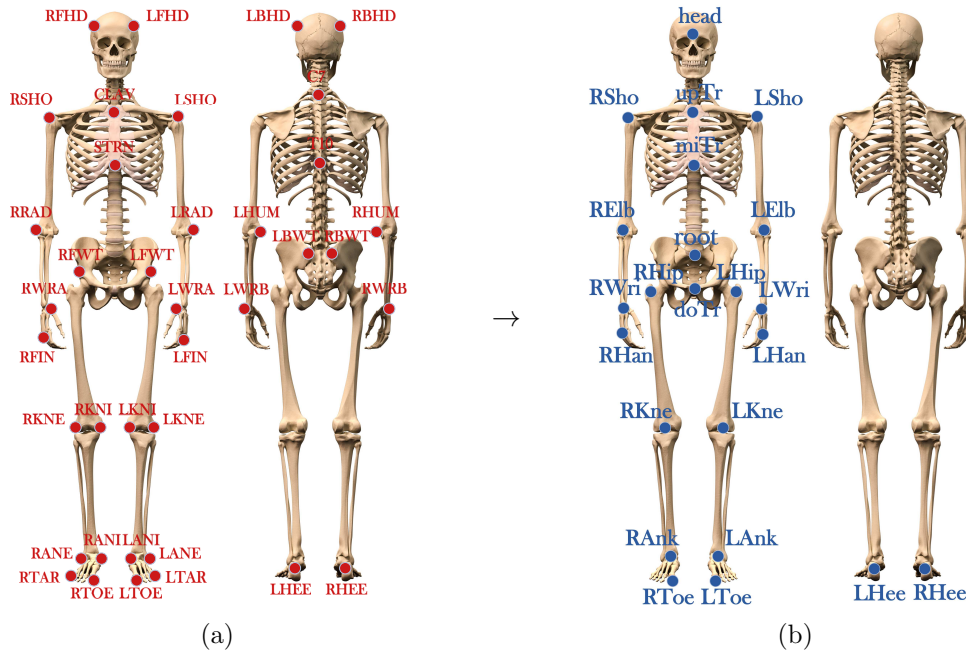 RFHD LFHD LBHD RBHD
head
C7
RSHO CLAV LSHO
RSho upTr LSho
STRN T10
miTr
RRAD LRAD LHUM RHUM
RElb LElb
LBWT RBWT
root
RFWT LFWT
RHip LHip
RWRA LWRA LWRB RWRB
RWri LWri
doTr
→
RFIN LFIN
RHan LHan
RKNE RKNI LKNI LKNE
RKne LKne
RANE RANI LANI LANE
RAnk LAnk
RTAR LTAR
RTOE LTOE
LHEE RHEE
RToe LToe
LHee RHee
(a) (b)